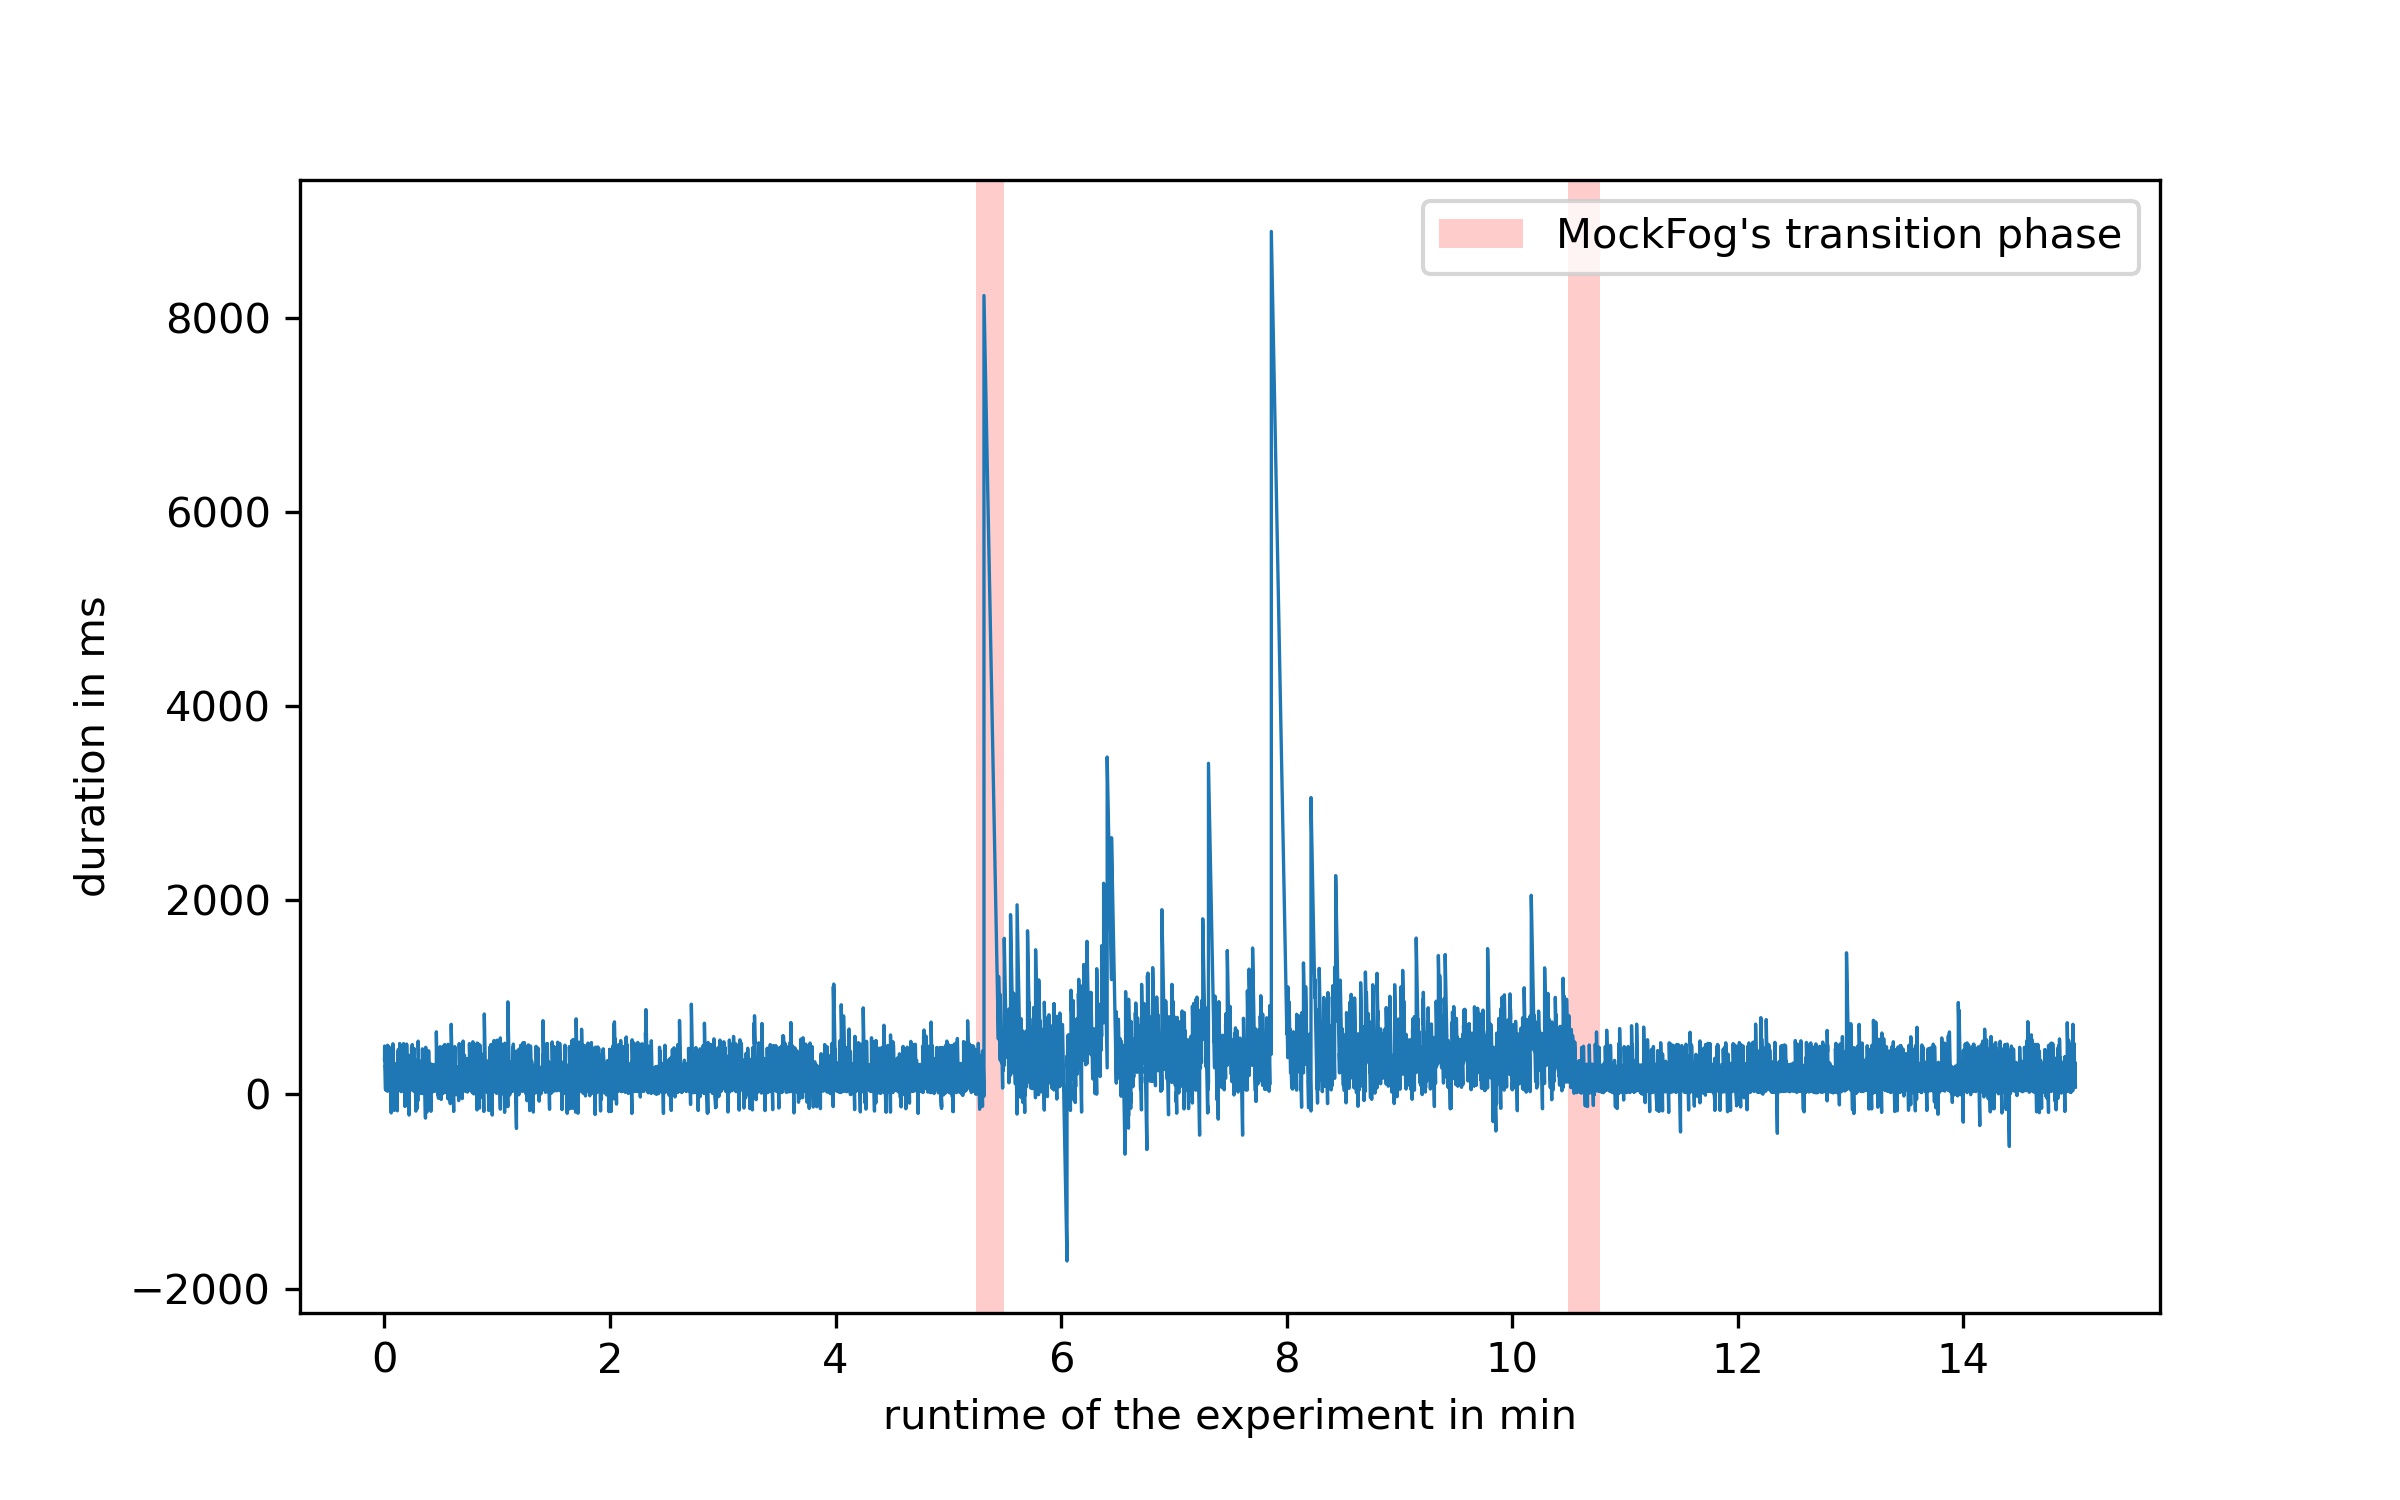 MockFog's transition phase
8000
6000
4000
2000
0
−2000
duration in ms
0 2 4 6 8 10 12 14
runtime of the experiment in min